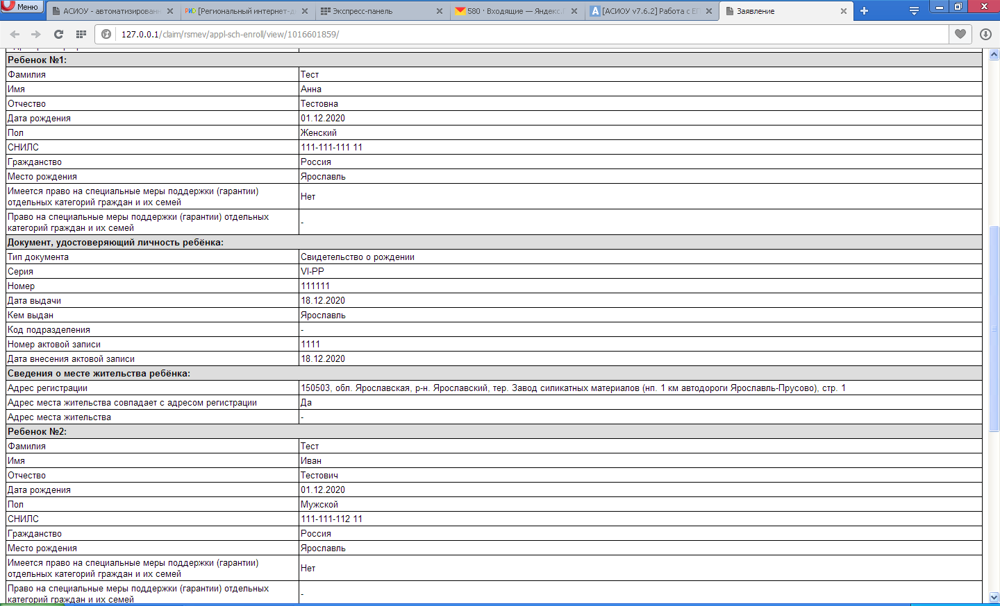 Меню
АСИОУ - автоматизирован
[Региональный интернет-д
Экспресс-панель
580 · Входящие — Яндекс.
[АСИОУ v7.6.2] Работа с ЕП
Заявление
127.0.0.1/claim/rsmev/appl-sch-enroll/view/1016601859/
Ребенок №1:
Фамилия Тест
Имя Анна
Отчество Тестовна
Дата рождения 01.12.2020
Пол Женский
СНИЛС 111-111-111 11
Гражданство Россия
Место рождения Ярославль
Имеется право на специальные меры поддержки (гарантии)
отдельных категорий граждан и их семей Нет
Право на специальные меры поддержки (гарантии) отдельных
категорий граждан и их семей -
Документ, удостоверяющий личность ребёнка:
Тип документа Свидетельство о рождении
Серия VI-РР
Номер 111111
Дата выдачи 18.12.2020
Кем выдан Ярославль
Код подразделения -
Номер актовой записи 1111
Дата внесения актовой записи 18.12.2020
Сведения о месте жительства ребёнка:
Адрес регистрации 150503, обл. Ярославская, р-н. Ярославский, тер. Завод силикатных материалов (нп. 1 км автодороги Ярославль-Прусово), стр. 1
Адрес места жительства совпадает с адресом регистрации Да
Адрес места жительства -
Ребенок №2:
Фамилия Тест
Имя Иван
Отчество Тестович
Дата рождения 01.12.2020
Пол Мужской
СНИЛС 111-111-112 11
Гражданство Россия
Место рождения Ярославль
Имеется право на специальные меры поддержки (гарантии)
отдельных категорий граждан и их семей Нет
Право на специальные меры поддержки (гарантии) отдельных
категорий граждан и их семей -